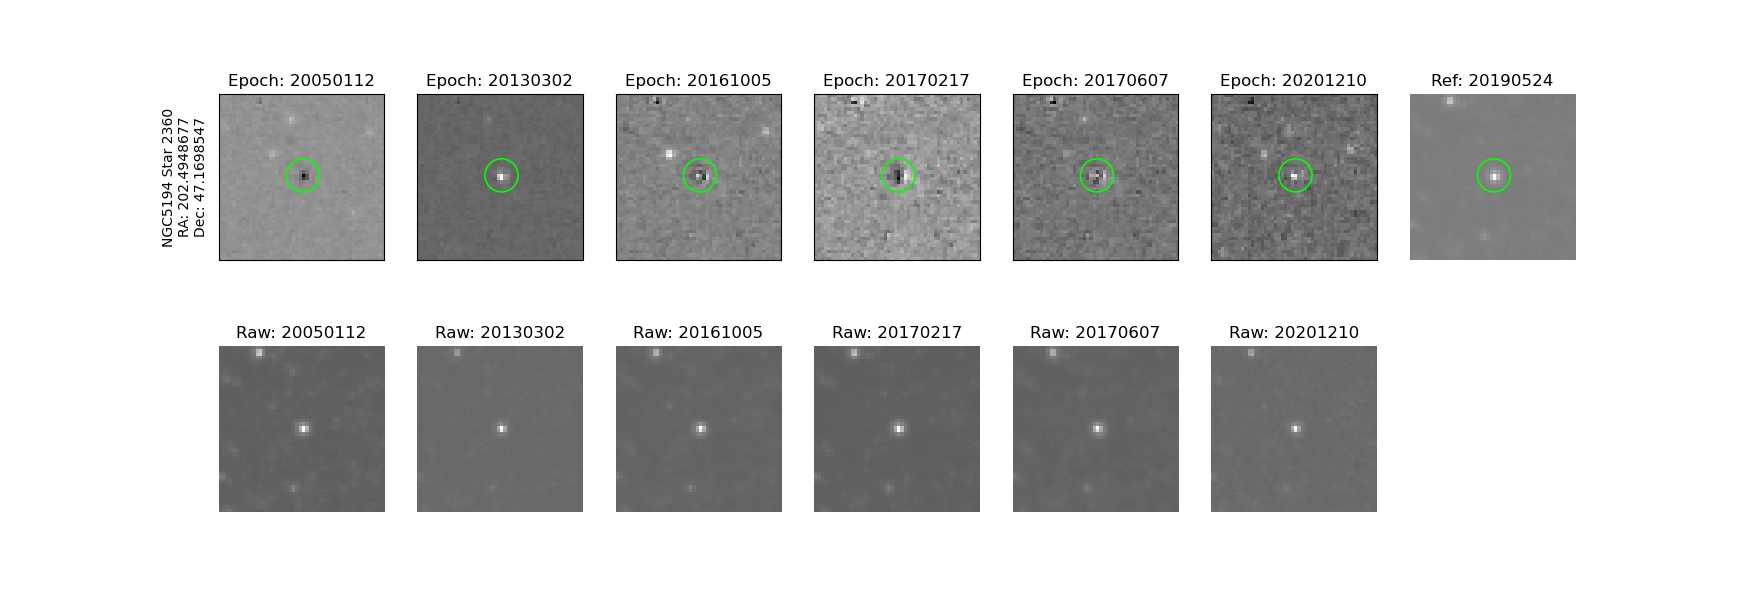 NGC5194 Star 2360
RA: 202.4948677
Dec: 47.1698547
Epoch: 20050112
Epoch: 20130302
Epoch: 20161005
Epoch: 20170217
Epoch: 20170607
Epoch: 20201210
Ref: 20190524
Raw: 20050112
Raw: 20130302
Raw: 20161005
Raw: 20170217
Raw: 20170607
Raw: 20201210